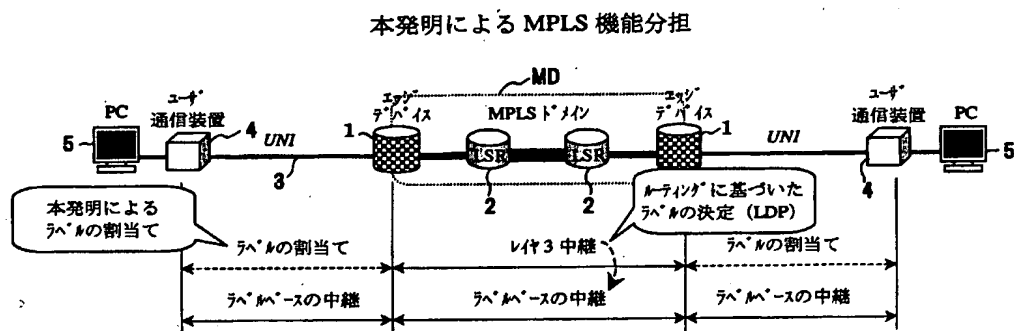 本発明による MPLS 機能分担
MD
PC
ユーザ
通信装置
エッジ
デバイス
MPLS ドメイン
エッジ
デバイス
ユーザ
通信装置
PC
5
4
UNI
1
LSR
LSR
1
UNI
4
5
3
2
2
本発明による
ラベルの割当て
ルーティングに基づいた
ラベルの決定 (LDP)
ラベルの割当て
レイヤ 3 中継
ラベルの割当て
ラベルベースの中継
ラベルベースの中継
ラベルベースの中継